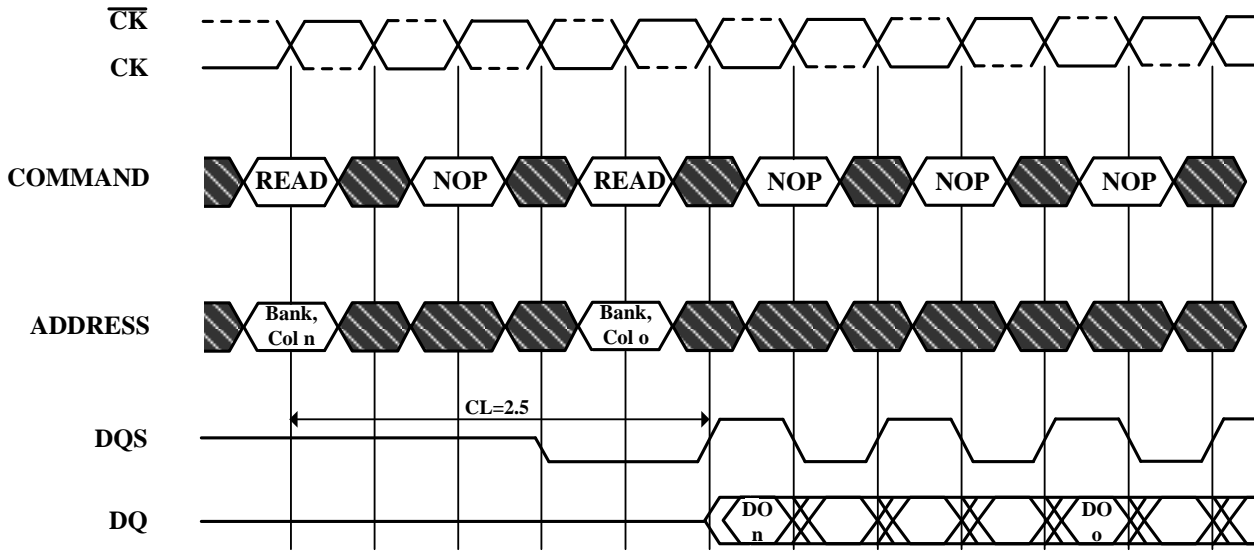 CK
CK
COMMAND
READ
NOP
READ
NOP
NOP
NOP
ADDRESS
Bank,
Col n
Bank,
Col o
CL=2.5
DQS
DQ
DO
n
DO
o